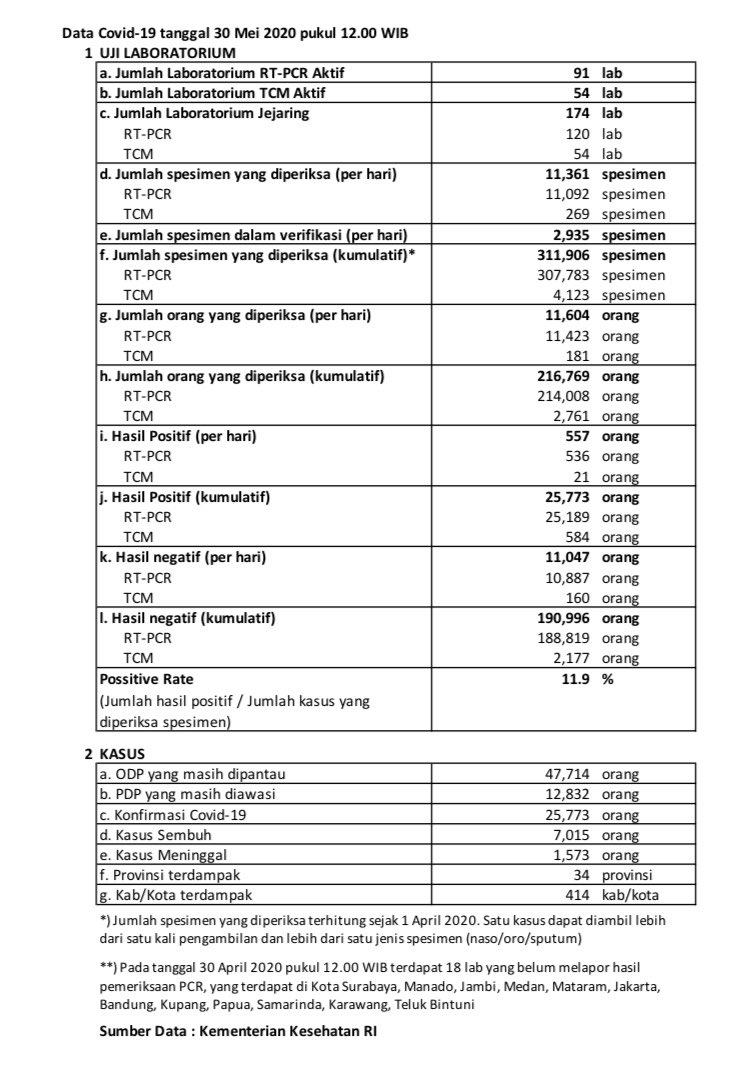 Data Covid-19 tanggal 30 Mei 2020 pukul 12.00 WIB
1 UJI LABORATORIUM
a. Jumlah Laboratorium RT-PCR Aktif 91 lab
b. Jumlah Laboratorium TCM Aktif 54 lab
c. Jumlah Laboratorium Jejaring 174 lab
RT-PCR 120 lab
TCM 54 lab
d. Jumlah spesimen yang diperiksa (per hari) 11,361 spesimen
RT-PCR 11,092 spesimen
TCM 269 spesimen
e. Jumlah spesimen dalam verifikasi (per hari) 2,935 spesimen
f. Jumlah spesimen yang diperiksa (kumulatif)* 311,906 spesimen
RT-PCR 307,783 spesimen
TCM 4,123 spesimen
g. Jumlah orang yang diperiksa (per hari) 11,604 orang
RT-PCR 11,423 orang
TCM 181 orang
h. Jumlah orang yang diperiksa (kumulatif) 216,769 orang
RT-PCR 214,008 orang
TCM 2,761 orang
i. Hasil Positif (per hari) 557 orang
RT-PCR 536 orang
TCM 21 orang
j. Hasil Positif (kumulatif) 25,773 orang
RT-PCR 25,189 orang
TCM 584 orang
k. Hasil negatif (per hari) 11,047 orang
RT-PCR 10,887 orang
TCM 160 orang
l. Hasil negatif (kumulatif) 190,996 orang
RT-PCR 188,819 orang
TCM 2,177 orang
Possitive Rate 11.9 %
(Jumlah hasil positif / Jumlah kasus yang
diperiksa spesimen)
2 KASUS
a. ODP yang masih dipantau 47,714 orang
b. PDP yang masih diawasi 12,832 orang
c. Konfirmasi Covid-19 25,773 orang
d. Kasus Sembuh 7,015 orang
e. Kasus Meninggal 1,573 orang
f. Provinsi terdampak 34 provinsi
g. Kab/Kota terdampak 414 kab/kota
*) Jumlah spesimen yang diperiksa terhitung sejak 1 April 2020. Satu kasus dapat diambil lebih
dari satu kali pengambilan dan lebih dari satu jenis spesimen (naso/oro/sputum)
**) Pada tanggal 30 April 2020 pukul 12.00 WIB terdapat 18 lab yang belum melapor hasil
pemeriksaan PCR, yang terdapat di Kota Surabaya, Manado, Jambi, Medan, Mataram, Jakarta,
Bandung, Kupang, Papua, Samarinda, Karawang, Teluk Bintuni
Sumber Data : Kementerian Kesehatan RI